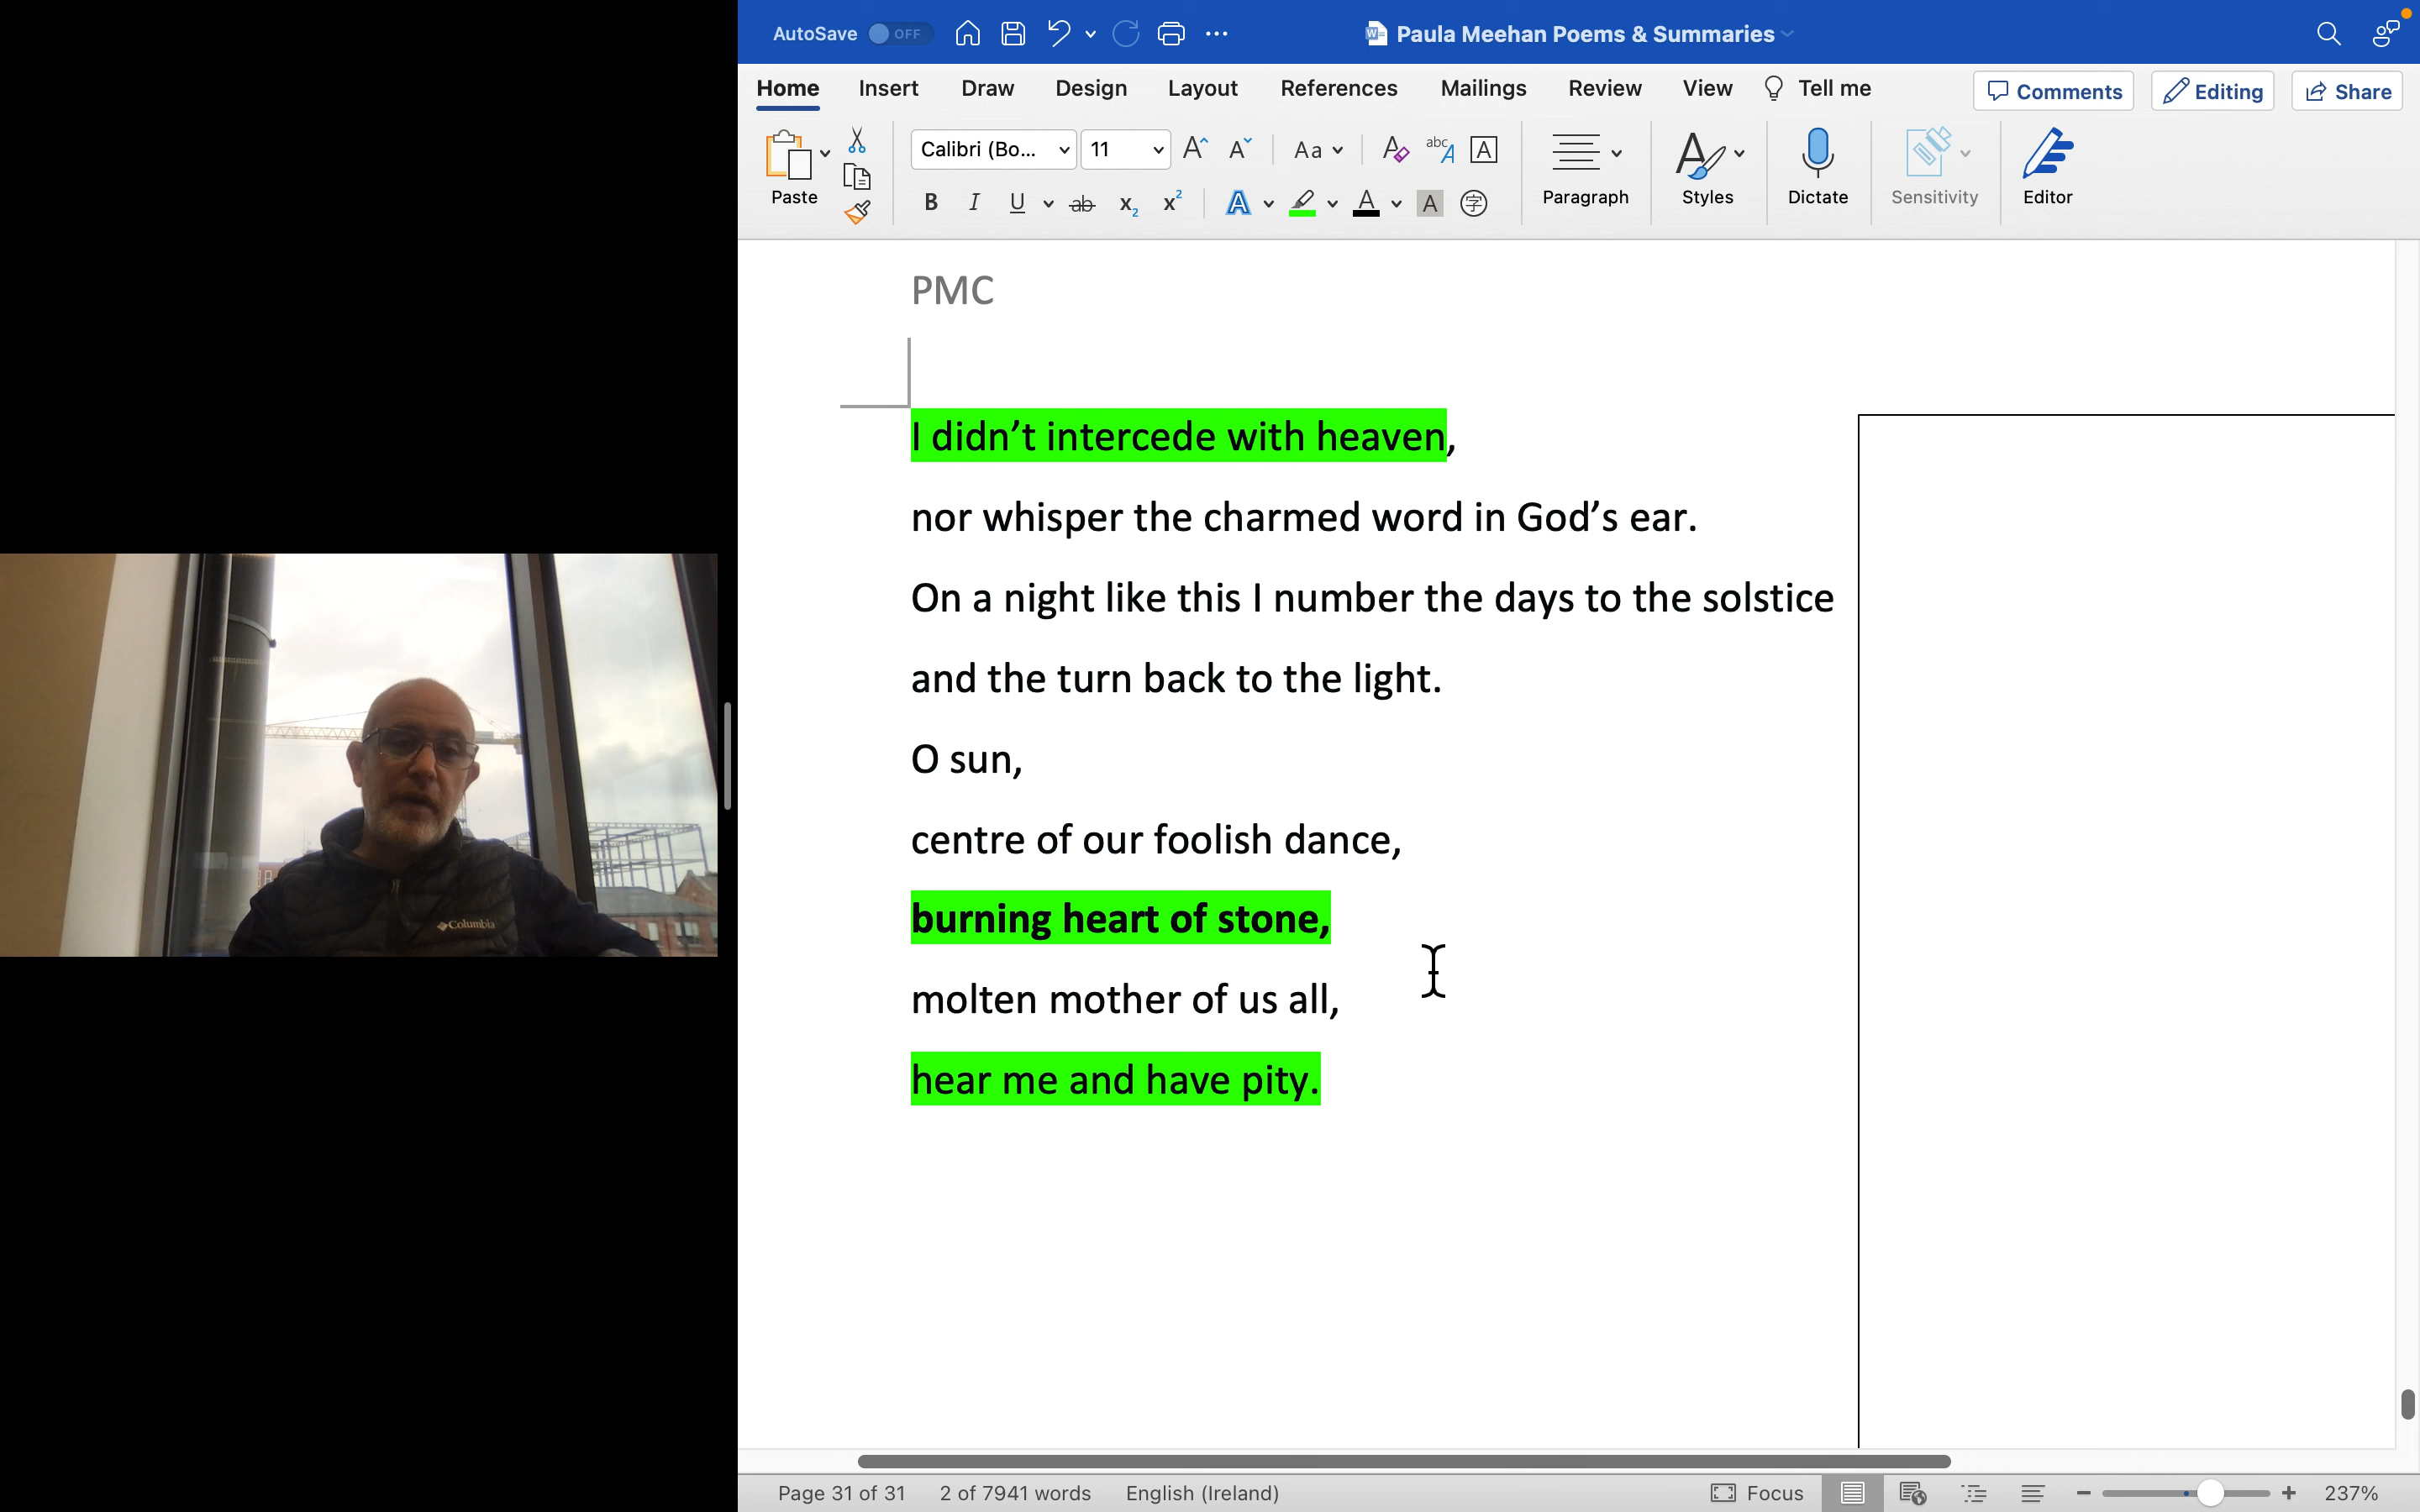 AutoSave OFF
Paula Meehan Poems & Summaries
Home Insert Draw Design Layout References Mailings Review View Tell me Comments Editing Share
Calibri (Bo... 11 Aa
Paste Paragraph Styles Dictate Sensitivity Editor
PMC
I didn’t intercede with heaven,
nor whisper the charmed word in God’s ear.
On a night like this I number the days to the solstice
and the turn back to the light.
O sun,
centre of our foolish dance,
burning heart of stone,
molten mother of us all,
hear me and have pity.
Columbia
Page 31 of 31 2 of 7941 words English (Ireland) Focus 237%